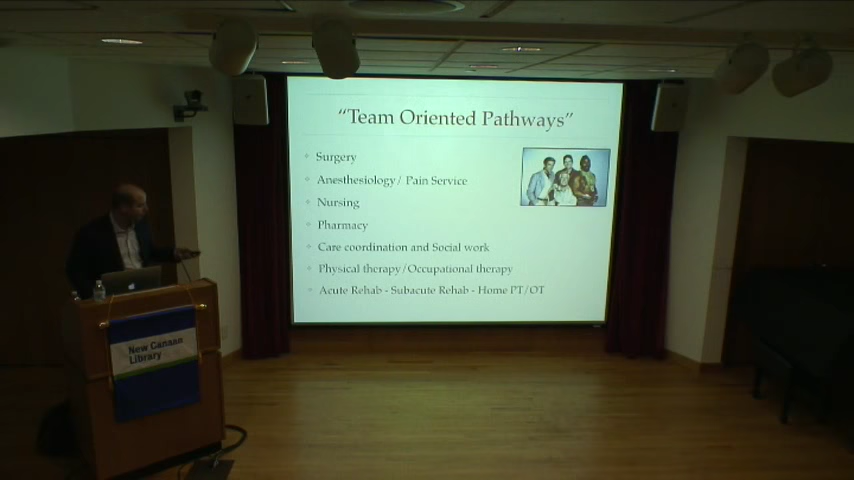 “Team Oriented Pathways”
Surgery
Anesthesiology/ Pain Service
Nursing
Pharmacy
Care coordination and Social work
Physical therapy/Occupational therapy
Acute Rehab - Subacute Rehab - Home PT/OT
New Canaan
Library